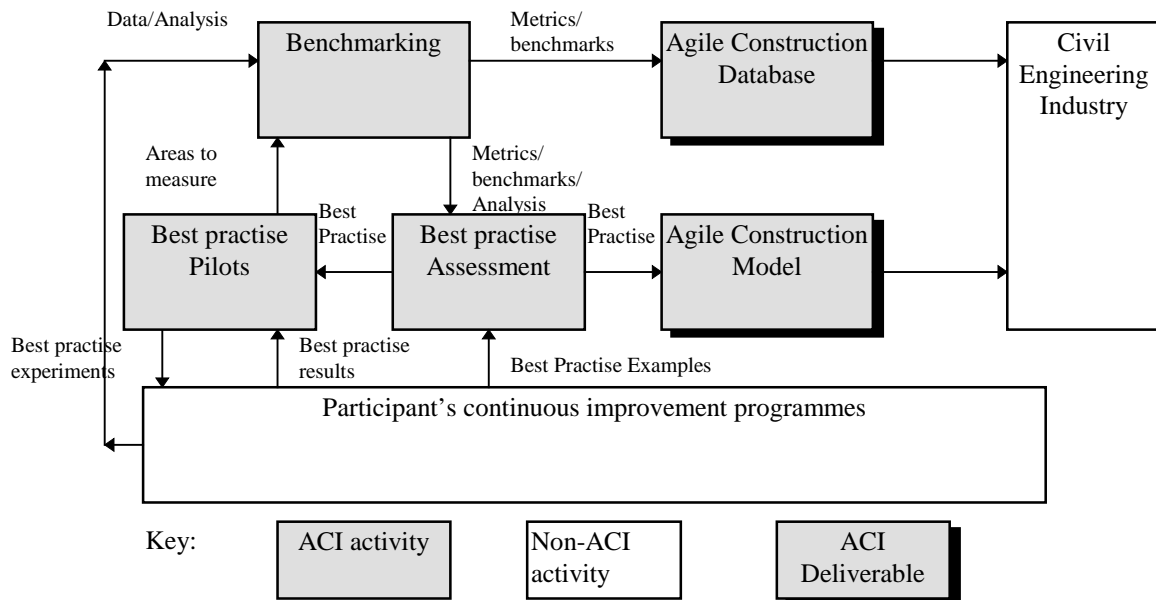 Data/Analysis
Benchmarking
Metrics/
benchmarks
Agile Construction
Database
Civil
Engineering
Industry
Areas to
measure
Metrics/
benchmarks/
Analysis
Best practise
Pilots
Best
Practise
Best practise
Assessment
Best
Practise
Agile Construction
Model
Best practise
experiments
Best practise
results
Best Practise Examples
Participant's continuous improvement programmes
Key:
ACI activity
Non-ACI
activity
ACI
Deliverable